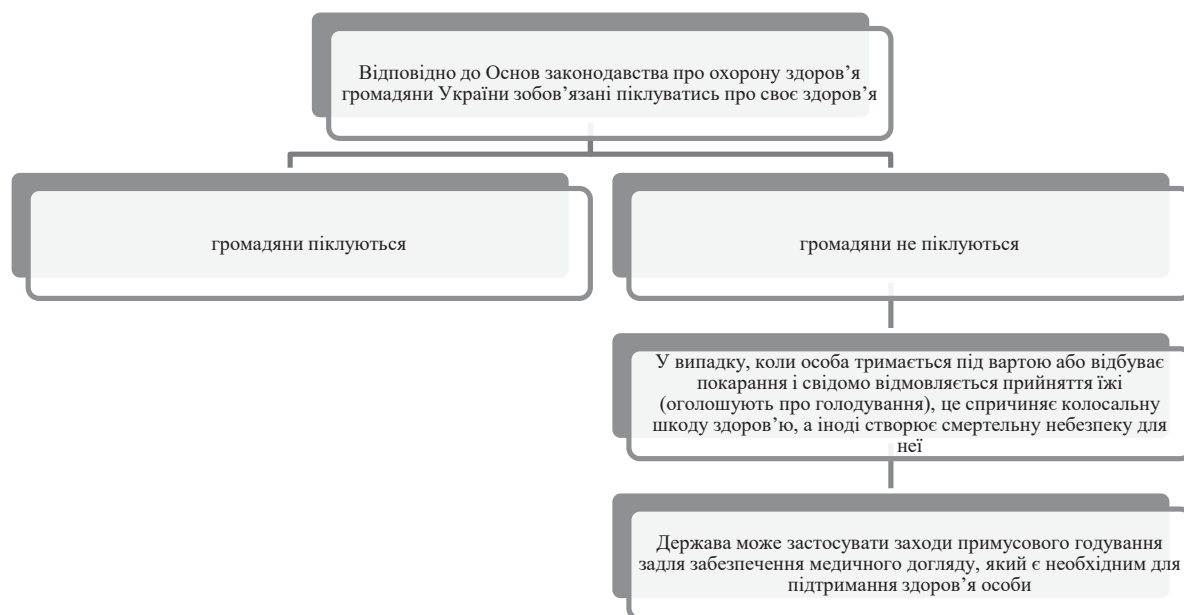 Відповідно до Основ законодавства про охорону здоров’я
громадяни України зобов’язані піклуватись про своє здоров’я
громадяни піклуються
громадяни не піклуються
У випадку, коли особа тримається під вартою або відбуває
покарання і свідомо відмовляється прийняття їжі
(оголошують про голодування), це спричиняє колосальну
шкоду здоров’ю, а іноді створює смертельну небезпеку для
неї
Держава може застосувати заходи примусового годування
задля забезпечення медичного догляду, який є необхідним для
підтримання здоров’я особи